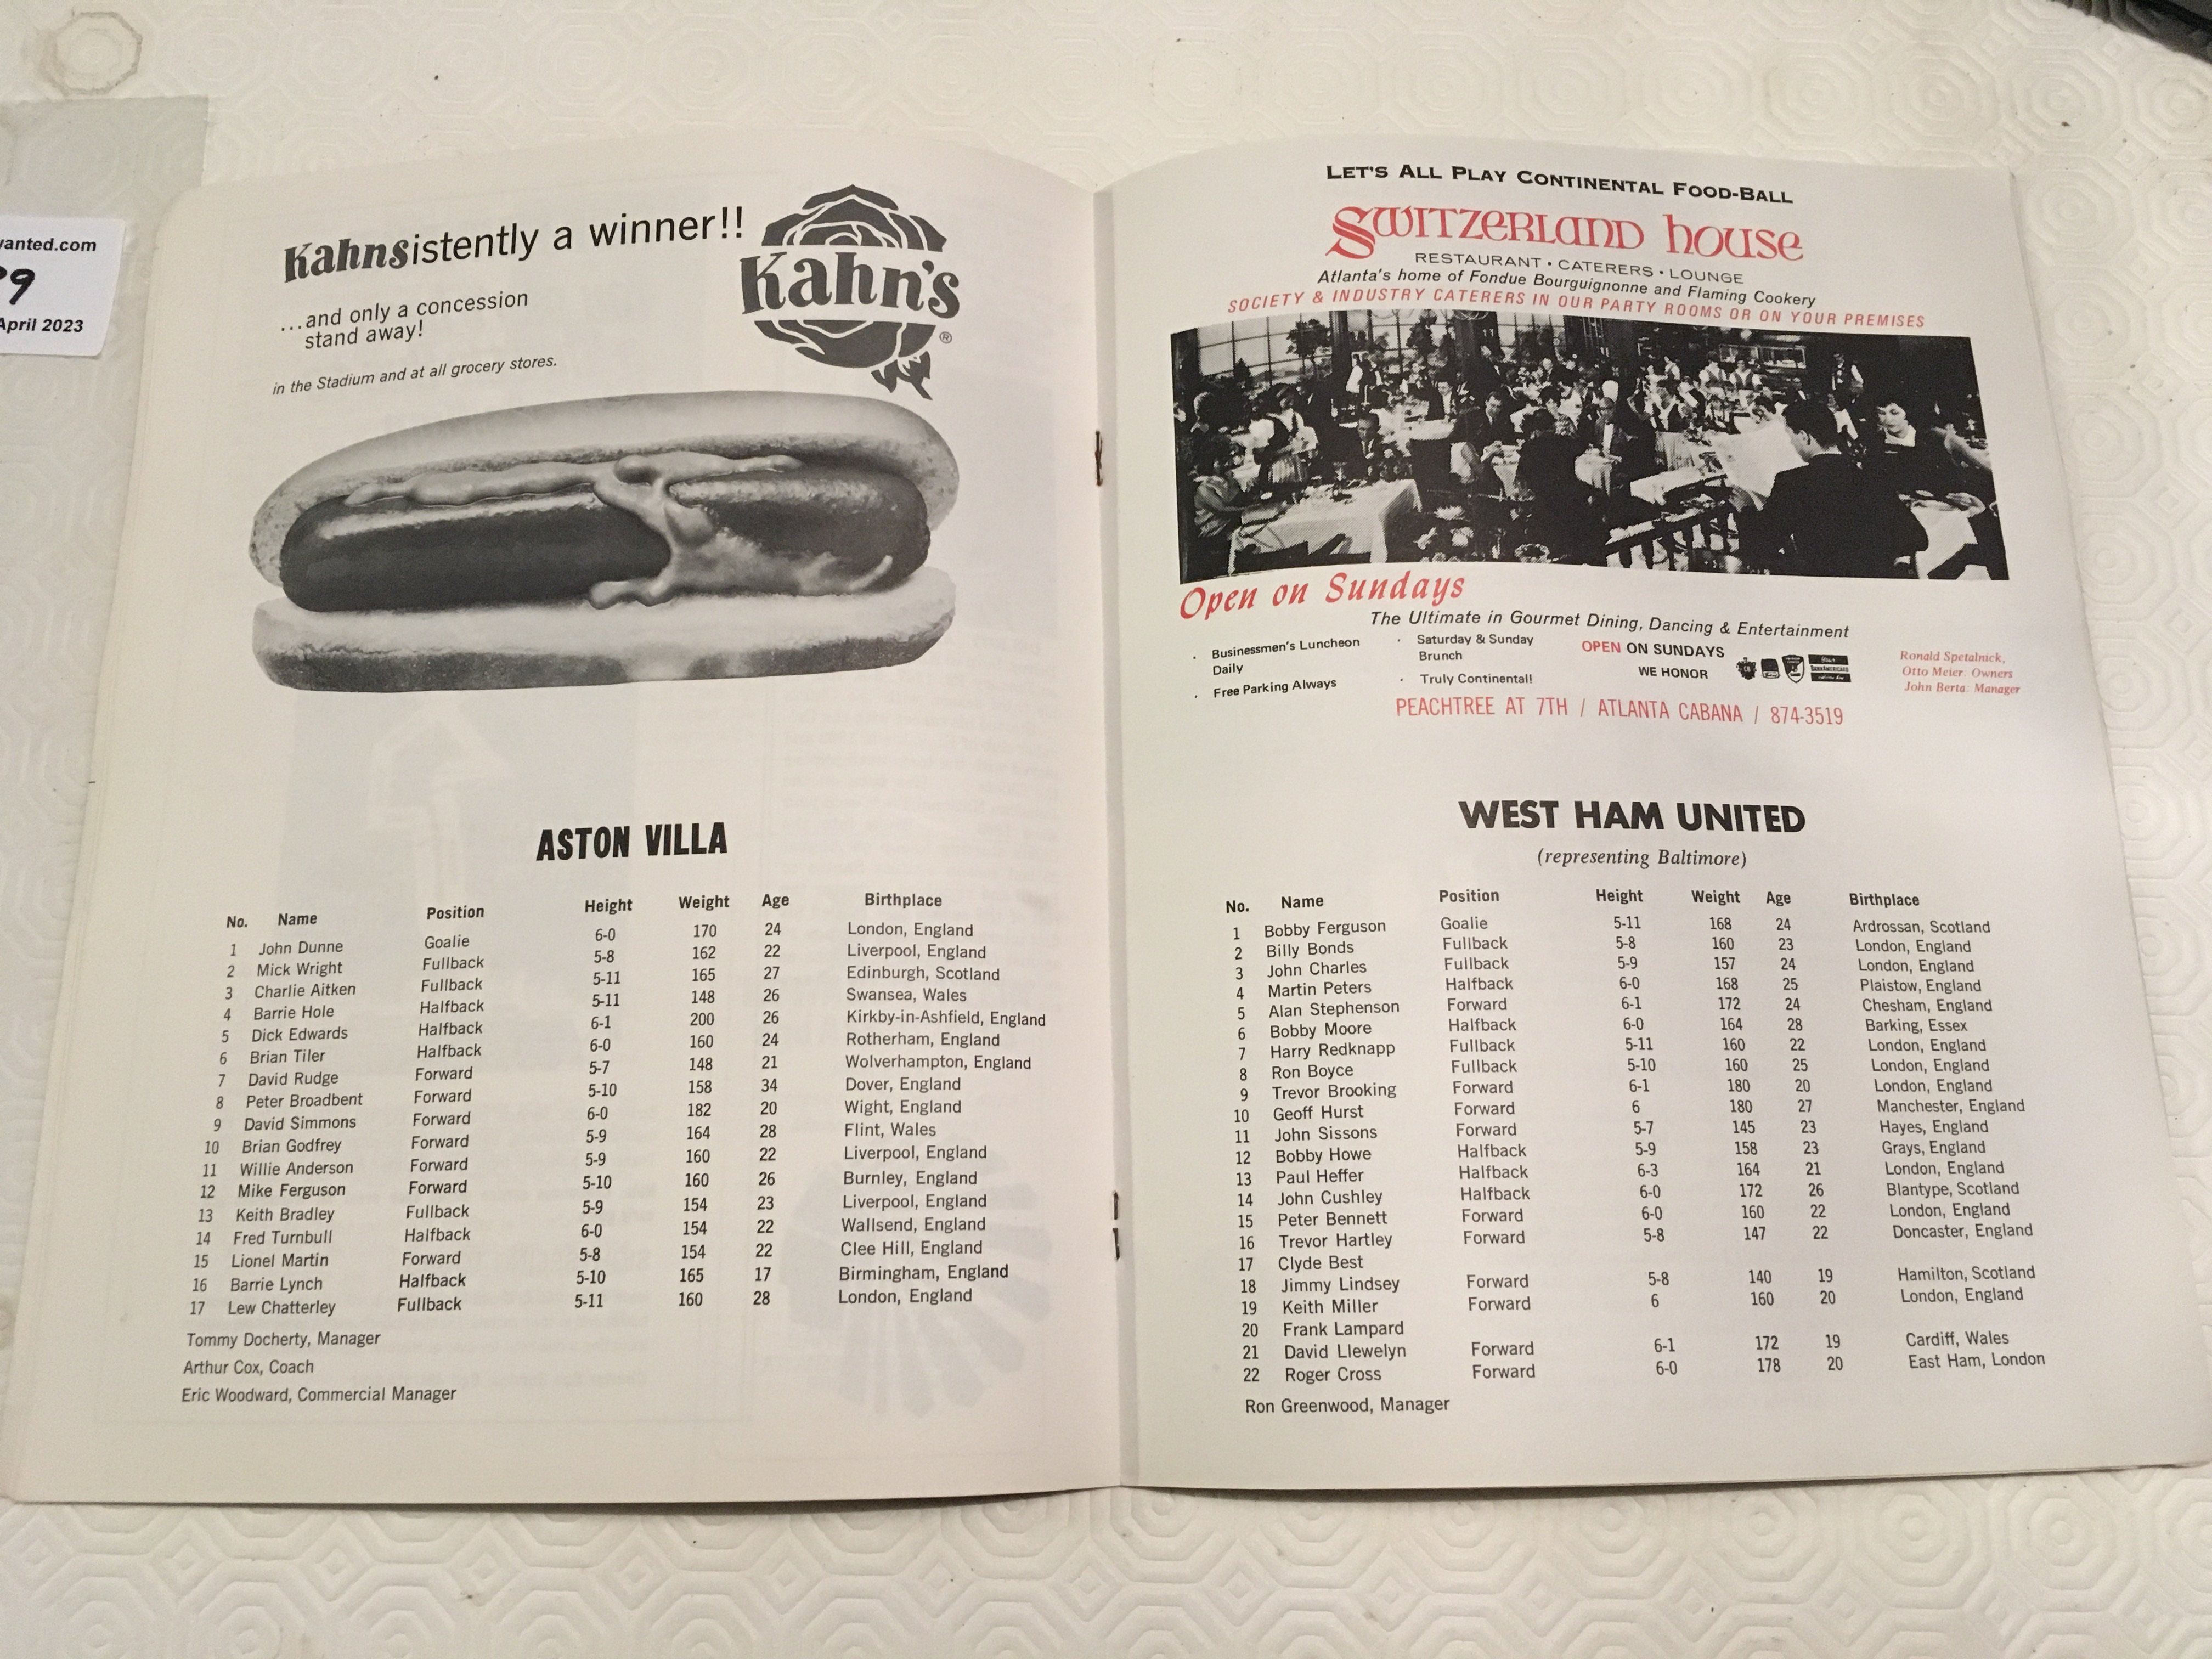 vanted.com
99
April 2023
Kahnsistently a winner!!
...and only a concession
stand away!
in the Stadium and at all grocery stores.
Kahn's
®
ASTON VILLA
No. Name Position Height Weight Age Birthplace
1 John Dunne Goalie 6-0 170 24 London, England
2 Mick Wright Fullback 5-8 162 22 Liverpool, England
3 Charlie Aitken Fullback 5-11 165 27 Edinburgh, Scotland
4 Barrie Hole Halfback 5-11 148 26 Swansea, Wales
5 Dick Edwards Halfback 6-1 200 26 Kirkby-in-Ashfield, England
6 Brian Tiler Halfback 6-0 160 24 Rotherham, England
7 David Rudge Forward 5-7 148 21 Wolverhampton, England
8 Peter Broadbent Forward 5-10 158 34 Dover, England
9 David Simmons Forward 6-0 182 20 Wight, England
10 Brian Godfrey Forward 5-9 164 28 Flint, Wales
11 Willie Anderson Forward 5-9 160 22 Liverpool, England
12 Mike Ferguson Forward 5-10 160 26 Burnley, England
13 Keith Bradley Fullback 5-9 154 23 Liverpool, England
14 Fred Turnbull Halfback 6-0 154 22 Wallsend, England
15 Lionel Martin Forward 5-8 154 22 Clee Hill, England
16 Barrie Lynch Halfback 5-10 165 17 Birmingham, England
17 Lew Chatterley Fullback 5-11 160 28 London, England
Tommy Docherty, Manager
Arthur Cox, Coach
Eric Woodward, Commercial Manager
LET'S ALL PLAY CONTINENTAL FOOD-BALL
SWITZERLAND house
RESTAURANT • CATERERS • LOUNGE
Atlanta's home of Fondue Bourguignonne and Flaming Cookery
SOCIETY & INDUSTRY CATERERS IN OUR PARTY ROOMS OR ON YOUR PREMISES
Open on Sundays
The Ultimate in Gourmet Dining, Dancing & Entertainment
· Businessmen's Luncheon
Daily
· Free Parking Always
· Saturday & Sunday
Brunch
· Truly Continental!
OPEN ON SUNDAYS
WE HONOR
Ronald Spetalnick,
Otto Meier: Owners
John Berta: Manager
PEACHTREE AT 7TH / ATLANTA CABANA / 874-3519
WEST HAM UNITED
(representing Baltimore)
No. Name Position Height Weight Age Birthplace
1 Bobby Ferguson Goalie 5-11 168 24 Ardrossan, Scotland
2 Billy Bonds Fullback 5-8 160 23 London, England
3 John Charles Fullback 5-9 157 24 London, England
4 Martin Peters Halfback 6-0 168 25 Plaistow, England
5 Alan Stephenson Forward 6-1 172 24 Chesham, England
6 Bobby Moore Halfback 6-0 164 28 Barking, Essex
7 Harry Redknapp Fullback 5-11 160 22 London, England
8 Ron Boyce Fullback 5-10 160 25 London, England
9 Trevor Brooking Forward 6-1 180 20 London, England
10 Geoff Hurst Forward 6 180 27 Manchester, England
11 John Sissons Forward 5-7 145 23 Hayes, England
12 Bobby Howe Halfback 5-9 158 23 Grays, England
13 Paul Heffer Halfback 6-3 164 21 London, England
14 John Cushley Halfback 6-0 172 26 Blantype, Scotland
15 Peter Bennett Forward 6-0 160 22 London, England
16 Trevor Hartley Forward 5-8 147 22 Doncaster, England
17 Clyde Best
18 Jimmy Lindsey Forward 5-8 140 19 Hamilton, Scotland
19 Keith Miller Forward 6 160 20 London, England
20 Frank Lampard
21 David Llewelyn Forward 6-1 172 19 Cardiff, Wales
22 Roger Cross Forward 6-0 178 20 East Ham, London
Ron Greenwood, Manager